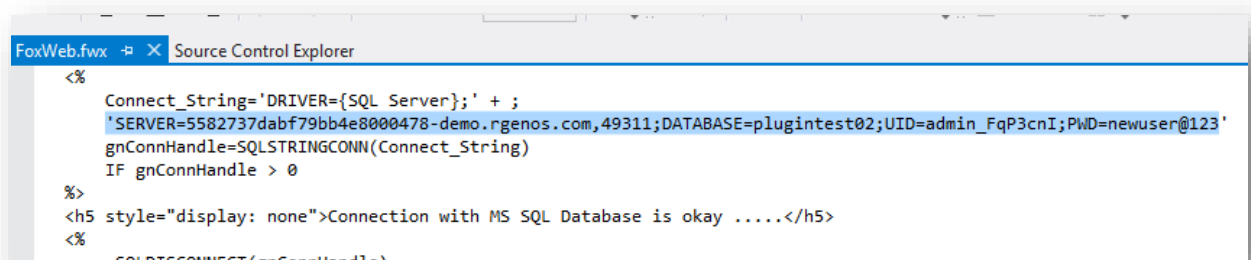 FoxWeb.fwx Source Control Explorer
<%
Connect_String='DRIVER={SQL Server};' + ;
'SERVER=5582737dabf79bb4e8000478-demo.rgenos.com,49311;DATABASE=plugintest02;UID=admin_FqP3cnI;PWD=newuser@123'
gnConnHandle=SQLSTRINGCONN(Connect_String)
IF gnConnHandle > 0
%>
<h5 style="display: none">Connection with MS SQL Database is okay .....</h5>
<%
SQLDISCONNECT(gnConnHandle)